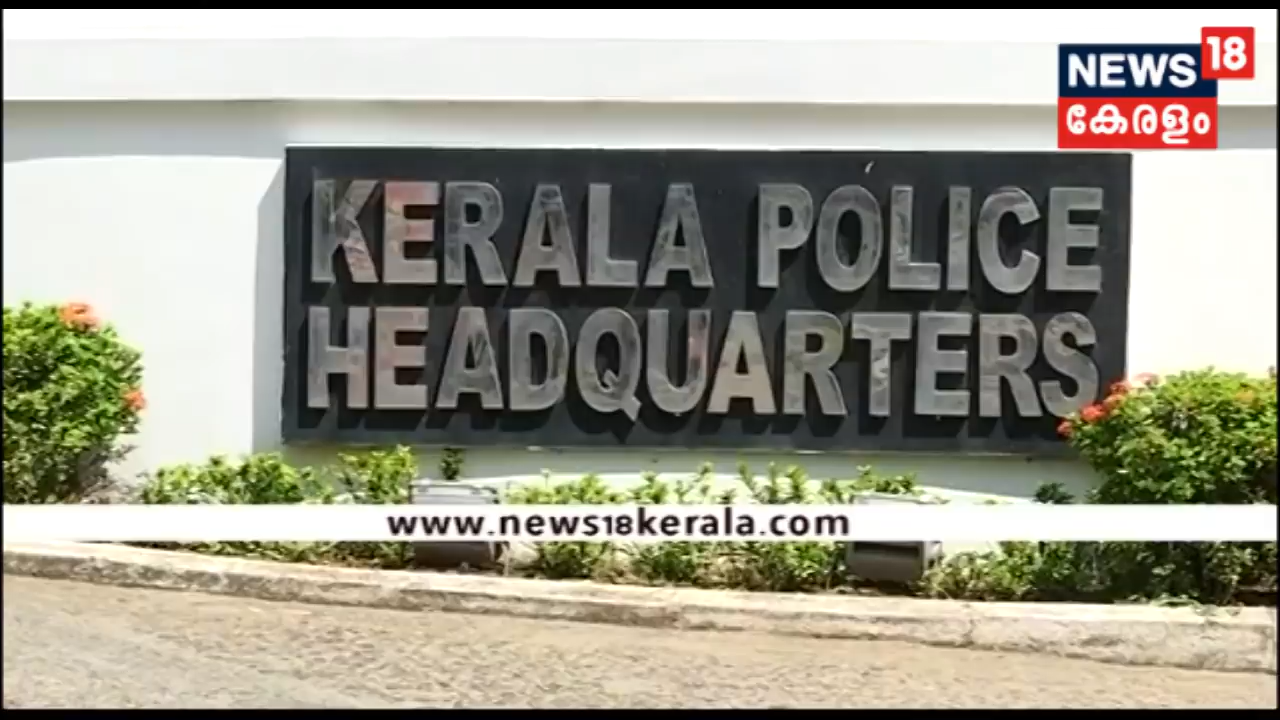 NEWS 18
കേരളം
KERALA POLICE
HEADQUARTERS
www.news18kerala.com